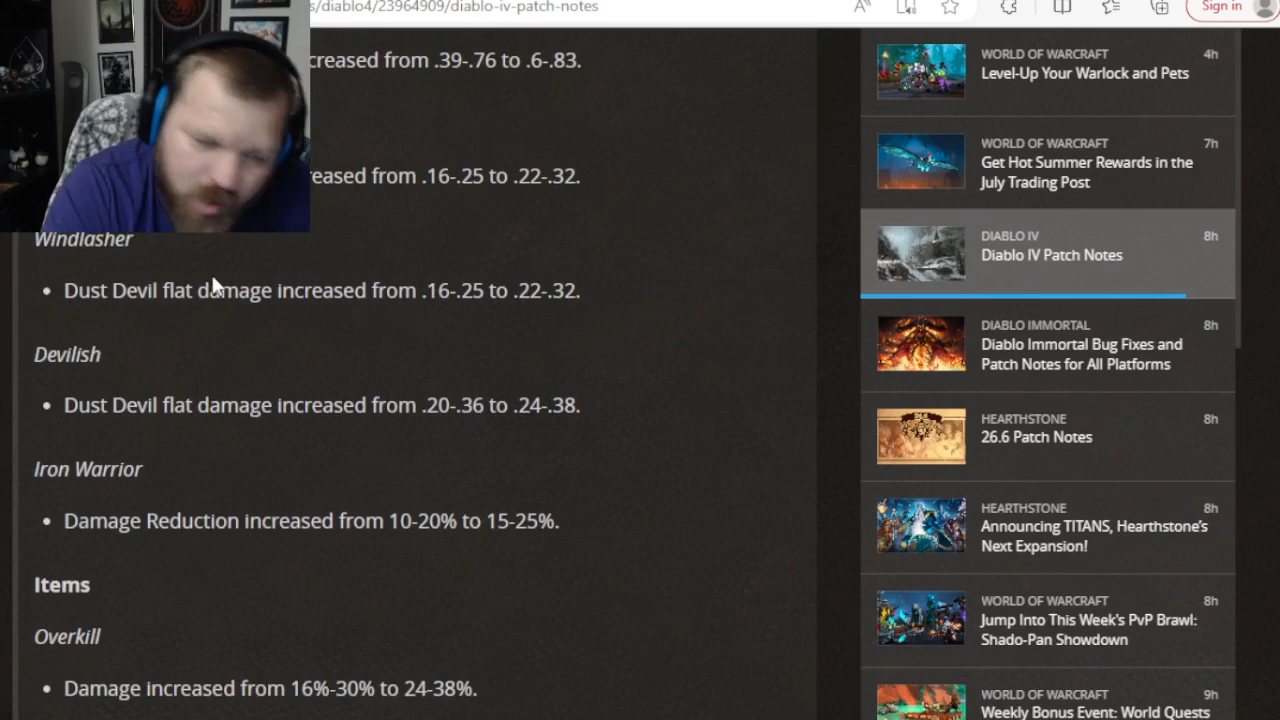 s/diablo4/23964909/diablo-iv-patch-notes
Sign in
creased from .39-.76 to .6-.83.
eased from .16-.25 to .22-.32.
Windlasher
• Dust Devil flat damage increased from .16-.25 to .22-.32.
Devilish
• Dust Devil flat damage increased from .20-.36 to .24-.38.
Iron Warrior
• Damage Reduction increased from 10-20% to 15-25%.
Items
Overkill
• Damage increased from 16%-30% to 24-38%.
WORLD OF WARCRAFT 4h
Level-Up Your Warlock and Pets
WORLD OF WARCRAFT 7h
Get Hot Summer Rewards in the
July Trading Post
DIABLO IV 8h
Diablo IV Patch Notes
DIABLO IMMORTAL 8h
Diablo Immortal Bug Fixes and
Patch Notes for All Platforms
HEARTHSTONE 8h
26.6 Patch Notes
HEARTHSTONE 8h
Announcing TITANS, Hearthstone's
Next Expansion!
WORLD OF WARCRAFT 8h
Jump Into This Week's PvP Brawl:
Shado-Pan Showdown
WORLD OF WARCRAFT 9h
Weekly Bonus Event: World Quests